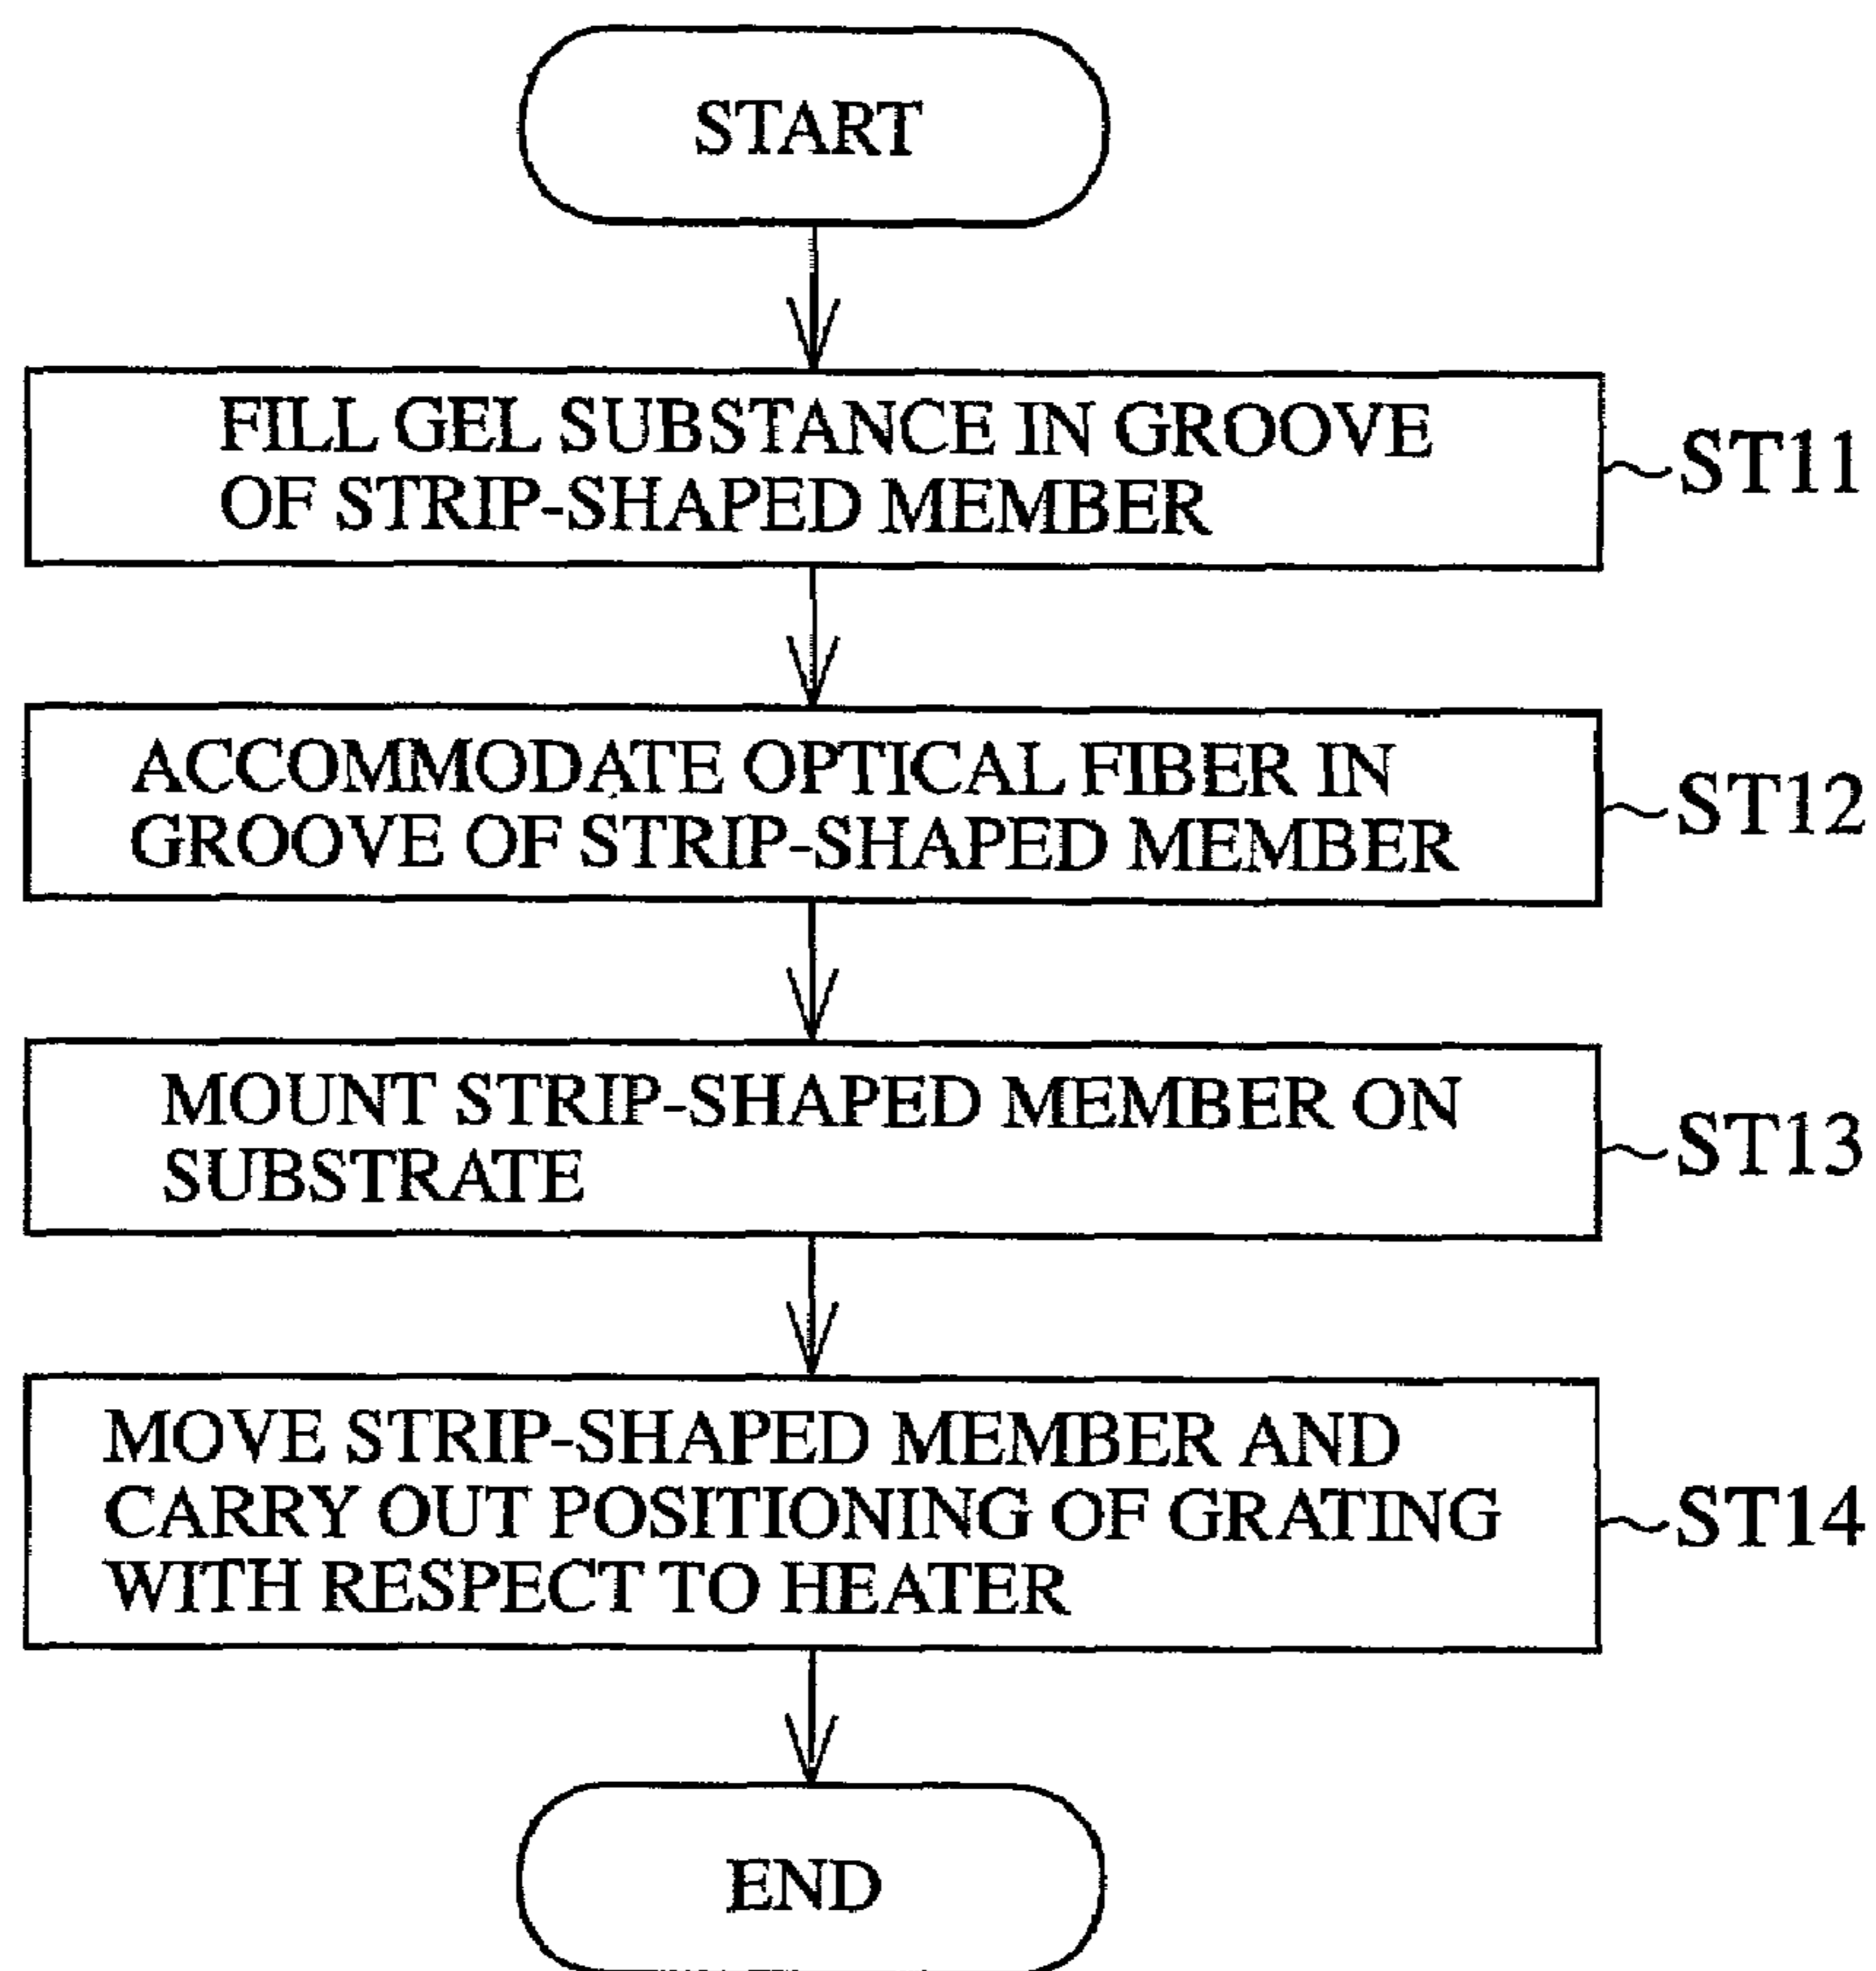 START
FILL GEL SUBSTANCE IN GROOVE
OF STRIP-SHAPED MEMBER
ST11
ACCOMMODATE OPTICAL FIBER IN
GROOVE OF STRIP-SHAPED MEMBER
ST12
MOUNT STRIP-SHAPED MEMBER ON
SUBSTRATE
ST13
MOVE STRIP-SHAPED MEMBER AND
CARRY OUT POSITIONING OF GRATING
WITH RESPECT TO HEATER
ST14
END